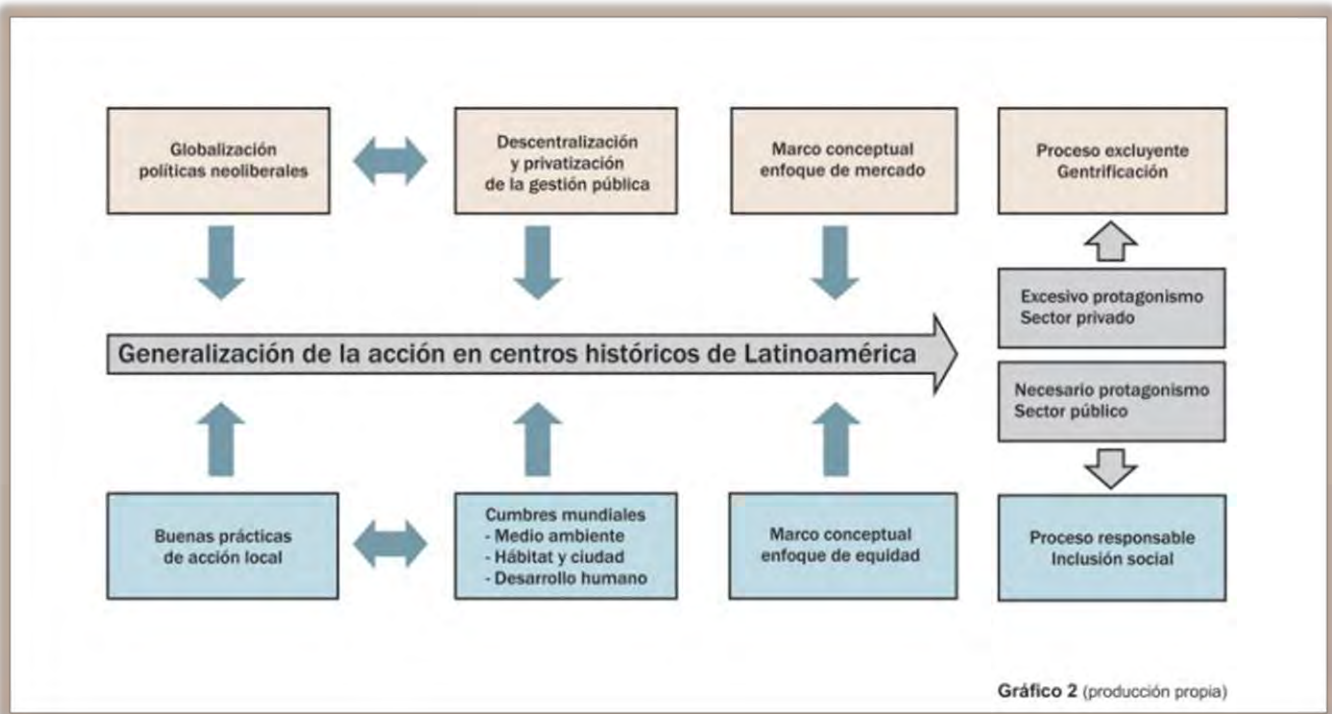 Globalización
políticas neoliberales
Descentralización
y privatización
de la gestión pública
Marco conceptual
enfoque de mercado
Proceso excluyente
Gentrificación
Excesivo protagonismo
Sector privado
Generalización de la acción en centros históricos de Latinoamérica
Necesario protagonismo
Sector público
Buenas prácticas
de acción local
Cumbres mundiales
- Medio ambiente
- Hábitat y ciudad
- Desarrollo humano
Marco conceptual
enfoque de equidad
Proceso responsable
Inclusión social
Gráfico 2 (producción propia)